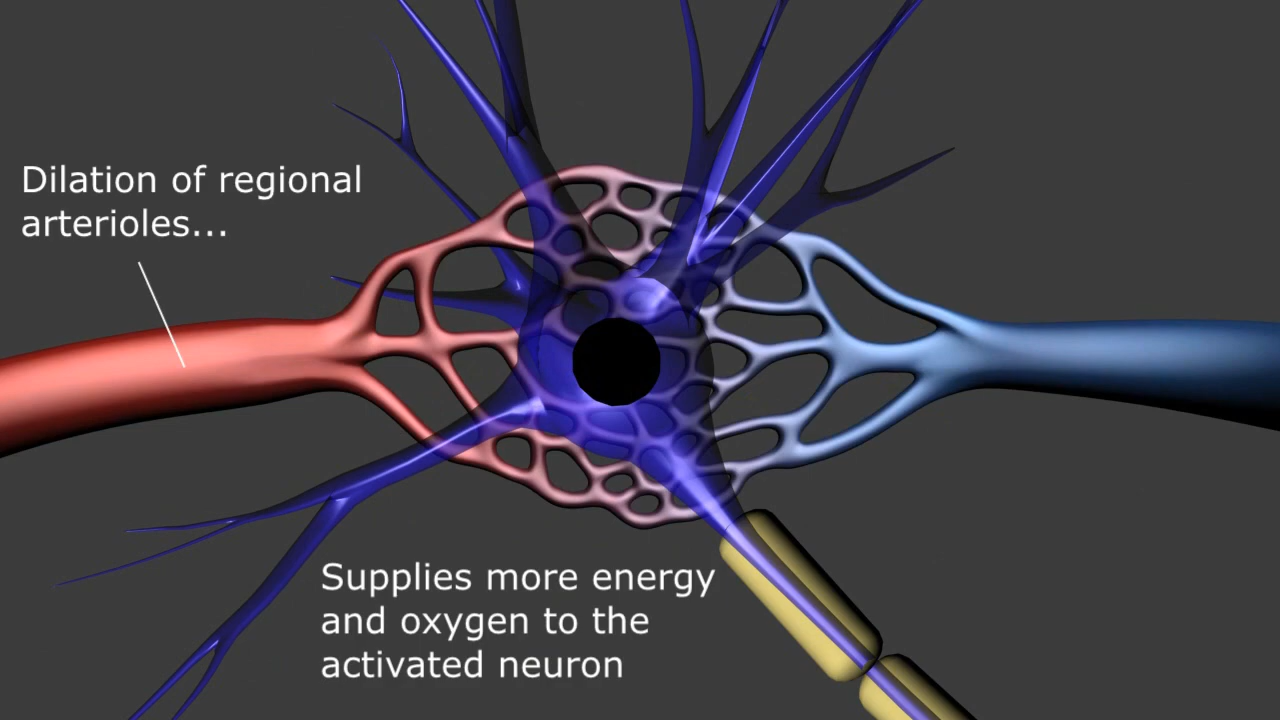 Dilation of regional
arterioles...
Supplies more energy
and oxygen to the
activated neuron